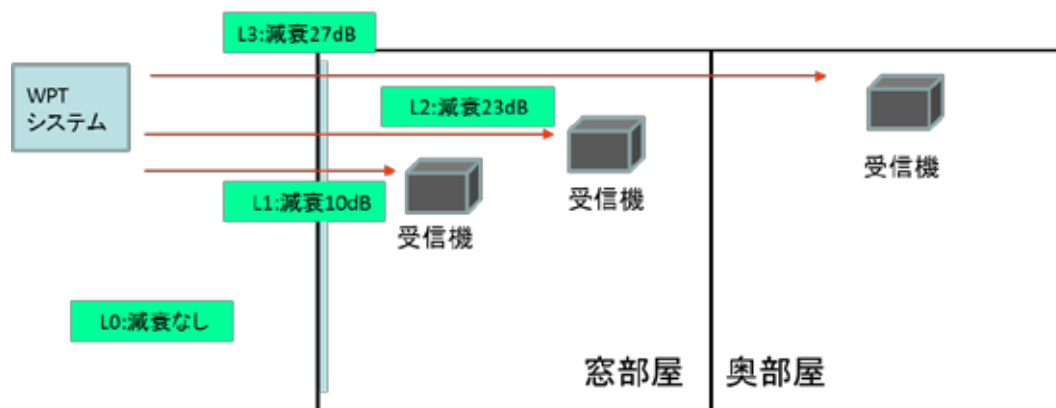 L3:減衰27dB
WPT
システム
L2:減衰23dB
受信機
受信機
L1:減衰10dB
受信機
L0:減衰なし
窓部屋
奥部屋